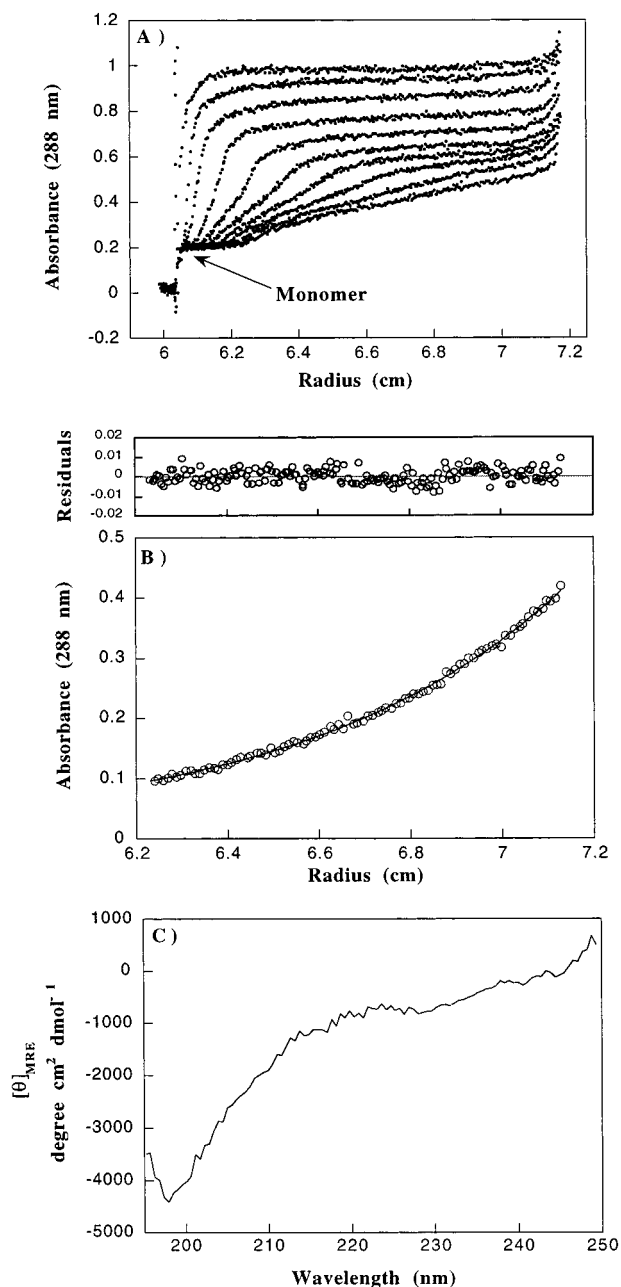 A)
1.2
1
0.8
0.6
0.4
0.2
0
-0.2
Absorbance (288 nm)
Monomer
6 6.2 6.4 6.6 6.8 7 7.2
Radius (cm)
Residuals
0.02
0.01
0
-0.01
-0.02
B)
0.5
0.4
0.3
0.2
0.1
0
Absorbance (288 nm)
6.2 6.4 6.6 6.8 7 7.2
Radius (cm)
C)
1000
0
-1000
-2000
-3000
-4000
-5000
[θ]MRE
degree cm² dmol⁻¹
200 210 220 230 240 250
Wavelength (nm)